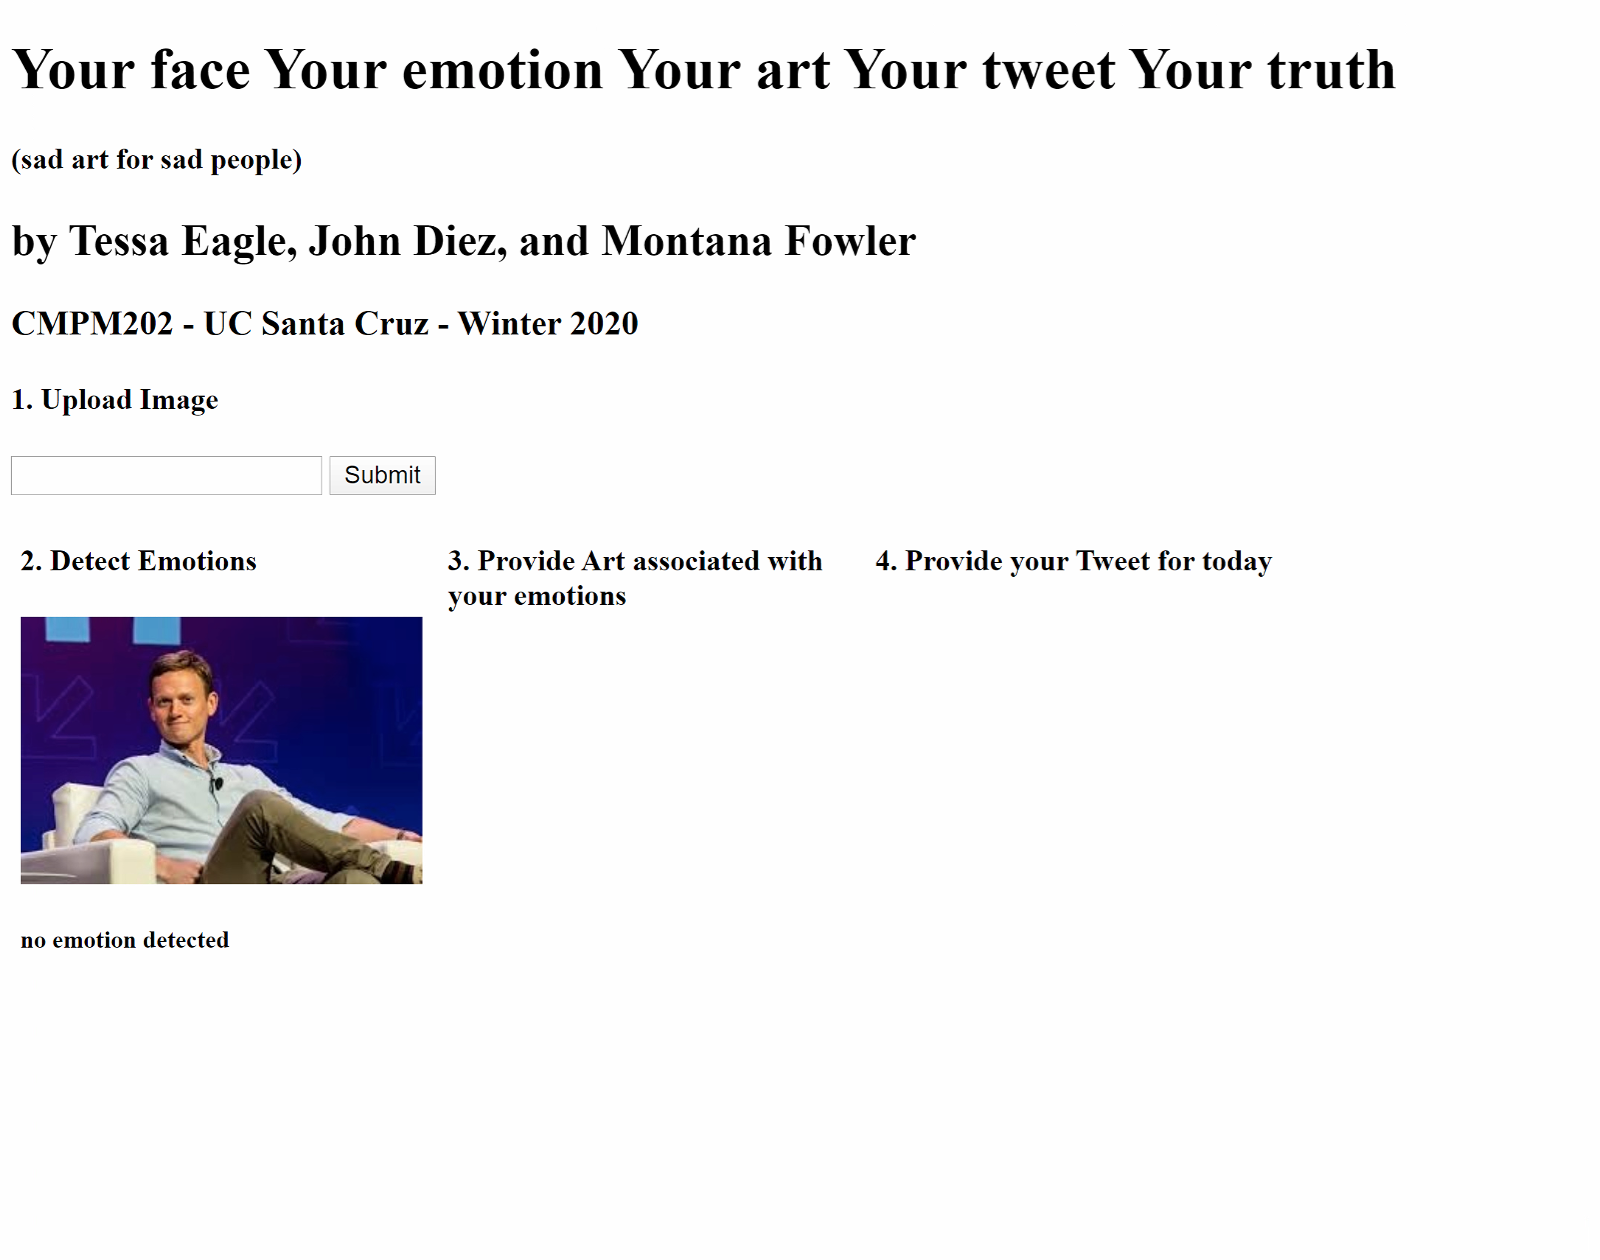 Your face Your emotion Your art Your tweet Your truth
(sad art for sad people)
by Tessa Eagle, John Diez, and Montana Fowler
CMPM202 - UC Santa Cruz - Winter 2020
1. Upload Image
Submit
2. Detect Emotions
3. Provide Art associated with
your emotions
4. Provide your Tweet for today
no emotion detected